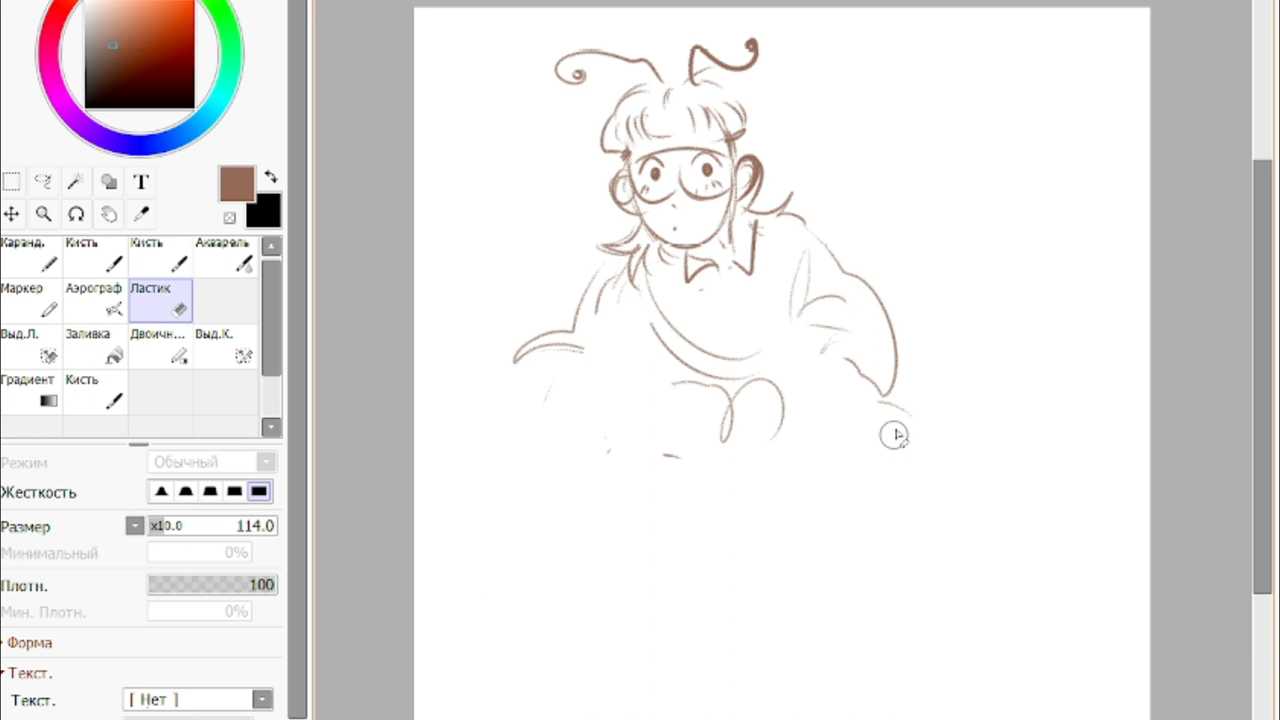 T
Каранд. Кисть Кисть Акварель
Маркер Аэрограф Ластик
Выд.Л. Заливка Двоичн... Выд.К.
Градиент Кисть
Режим Обычный
Жесткость
Размер x10.0 114.0
Минимальный 0%
Плотн. 100
Мин. Плотн. 0%
Форма
Текст.
Текст. [ Нет ]